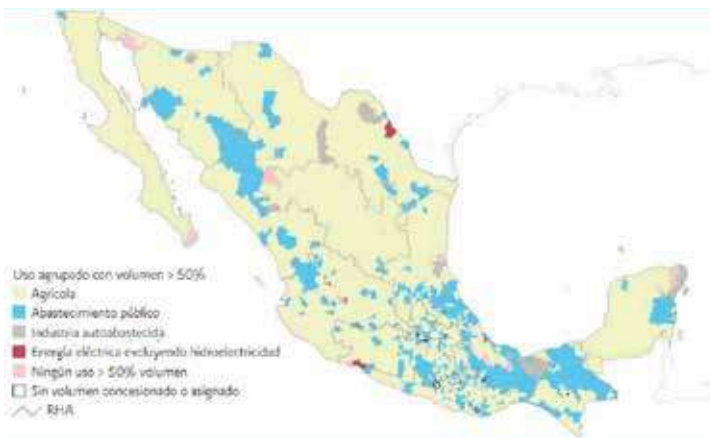 Uso agrupado con volumen > 50%
Agrícola
Abastecimiento público
Industria autoabastecida
Energía eléctrica excluyendo hidroelectricidad
Ningún uso > 50% volumen
Sin volumen concesionado o asignado
RHA